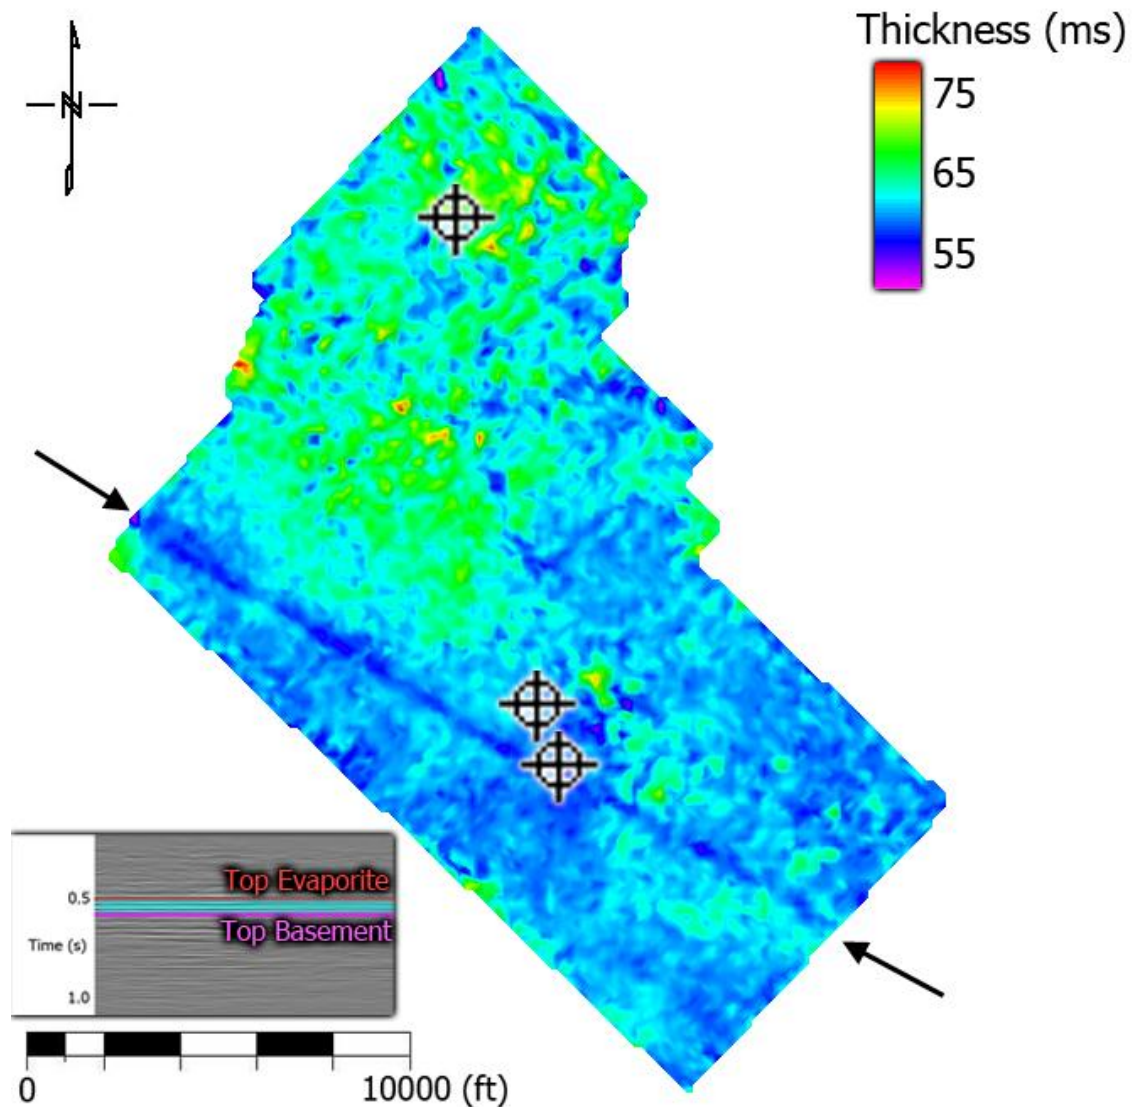 Thickness (ms)
75
65
55
N
Top Evaporite
0.5
Top Basement
Time (s)
1.0
0 10000 (ft)